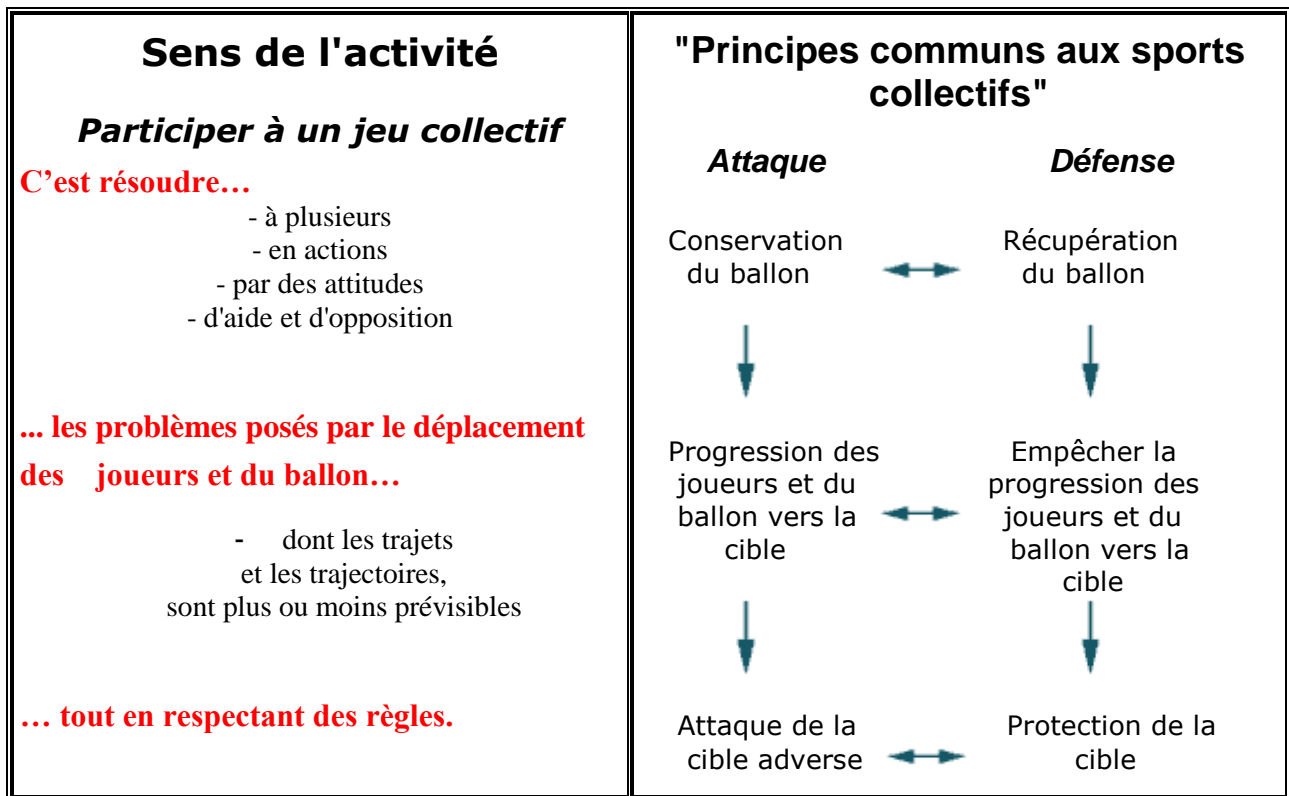 Sens de l'activité
Participer à un jeu collectif
C'est résoudre…
- à plusieurs
- en actions
- par des attitudes
- d'aide et d'opposition
... les problèmes posés par le déplacement
des joueurs et du ballon…
- dont les trajets
et les trajectoires,
sont plus ou moins prévisibles
… tout en respectant des règles.
"Principes communs aux sports
collectifs"
Attaque
Défense
Conservation
du ballon
Récupération
du ballon
Progression des
joueurs et du
ballon vers la
cible
Empêcher la
progression des
joueurs et du
ballon vers la
cible
Attaque de la
cible adverse
Protection de la
cible